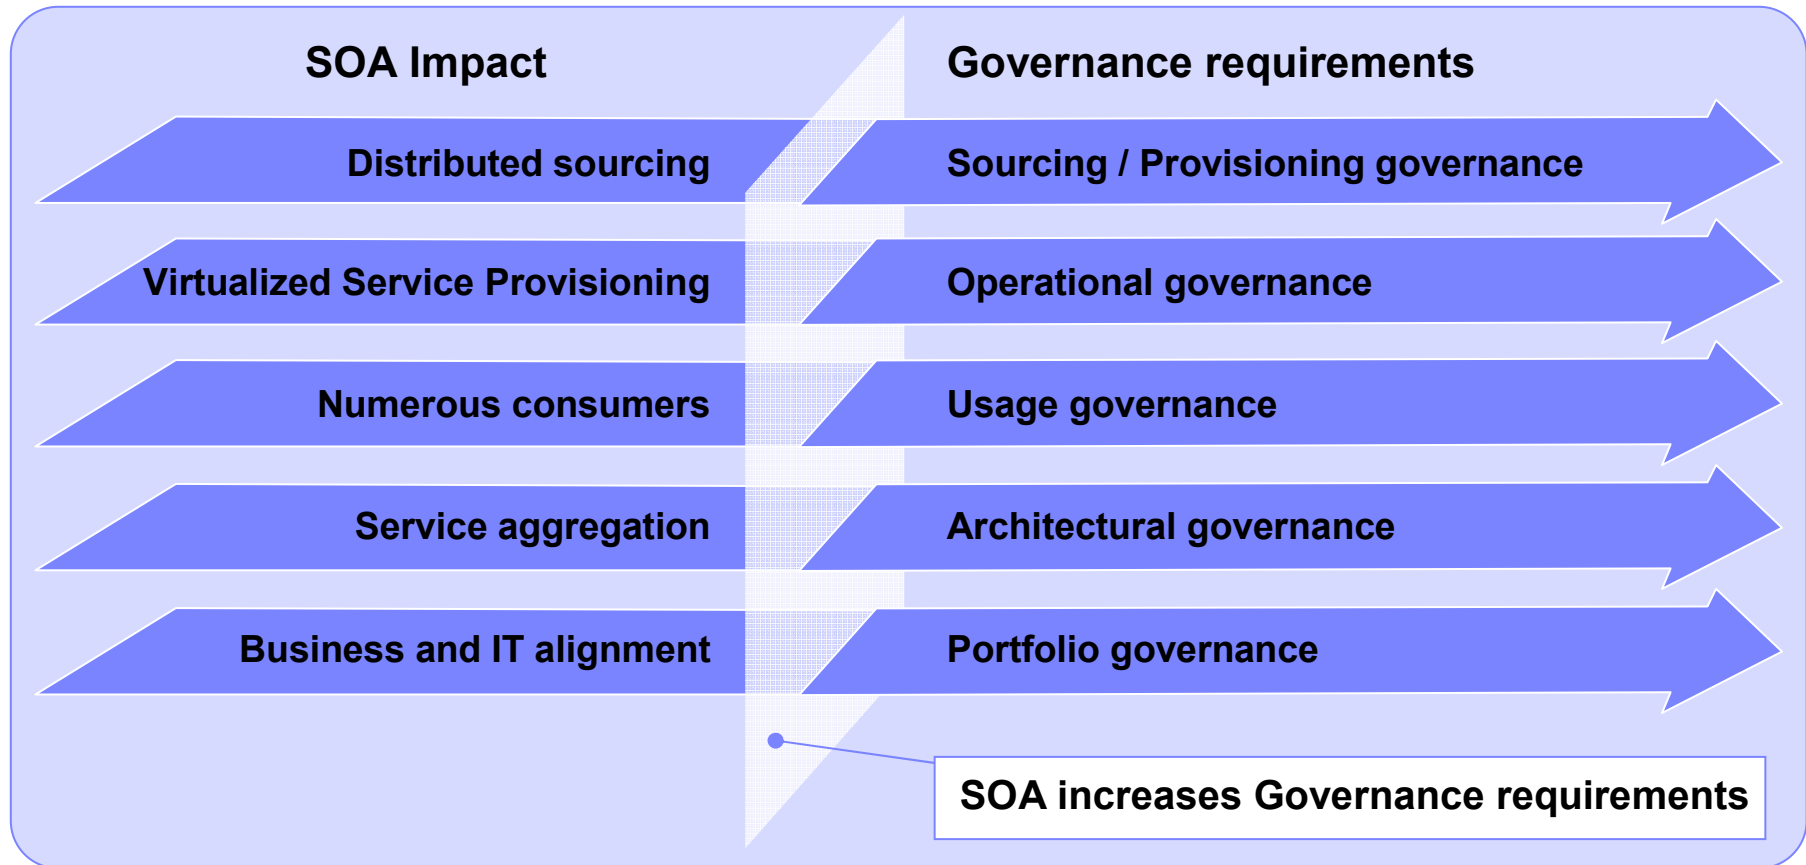 SOA Impact
Governance requirements
Distributed sourcing
Sourcing / Provisioning governance
Virtualized Service Provisioning
Operational governance
Numerous consumers
Usage governance
Service aggregation
Architectural governance
Business and IT alignment
Portfolio governance
SOA increases Governance requirements